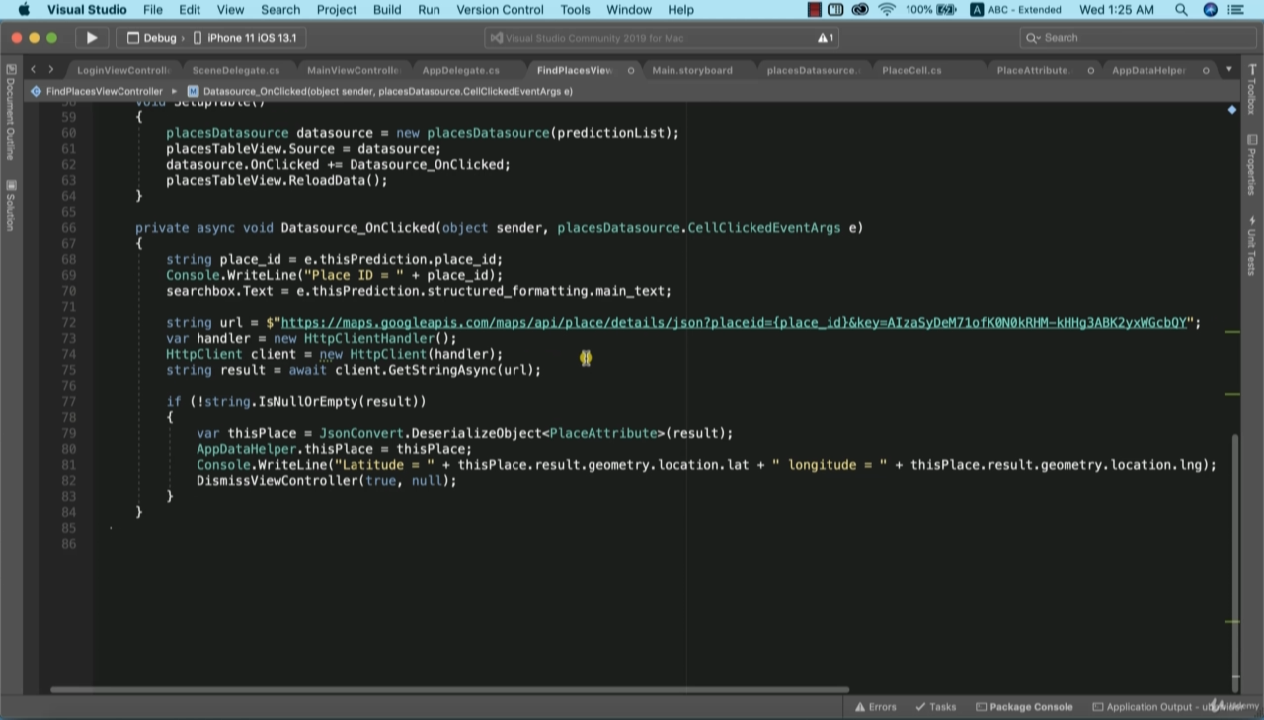 Visual Studio File Edit View Search Project Build Run Version Control Tools Window Help 100% A ABC - Extended Wed 1:25 AM
Debug › iPhone 11 iOS 13.1 Visual Studio Community 2019 for Mac 1 Search
LoginViewControll SceneDelegate.cs MainViewControlle AppDelegate.cs FindPlacesView Main.storyboard placesDatasource. PlaceCell.cs PlaceAttribute. AppDataHelper
FindPlacesViewController ▸ M Datasource_OnClicked(object sender, placesDatasource.CellClickedEventArgs e)
Document Outline
Solution
Toolbox
Properties
Unit Tests
58 void SetupTable()
59 {
60 placesDatasource datasource = new placesDatasource(predictionList);
61 placesTableView.Source = datasource;
62 datasource.OnClicked += Datasource_OnClicked;
63 placesTableView.ReloadData();
64 }
65
66 private async void Datasource_OnClicked(object sender, placesDatasource.CellClickedEventArgs e)
67 {
68 string place_id = e.thisPrediction.place_id;
69 Console.WriteLine("Place ID = " + place_id);
70 searchbox.Text = e.thisPrediction.structured_formatting.main_text;
71
72 string url = $"https://maps.googleapis.com/maps/api/place/details/json?placeid={place_id}&key=AIzaSyDeM71ofK0N0kRHM-kHHg3ABK2yxWGcbQY";
73 var handler = new HttpClientHandler();
74 HttpClient client = new HttpClient(handler);
75 string result = await client.GetStringAsync(url);
76
77 if (!string.IsNullOrEmpty(result))
78 {
79 var thisPlace = JsonConvert.DeserializeObject<PlaceAttribute>(result);
80 AppDataHelper.thisPlace = thisPlace;
81 Console.WriteLine("Latitude = " + thisPlace.result.geometry.location.lat + " longitude = " + thisPlace.result.geometry.location.lng);
82 DismissViewController(true, null);
83 }
84 }
85
86
Errors Tasks Package Console Application Output - Udemy